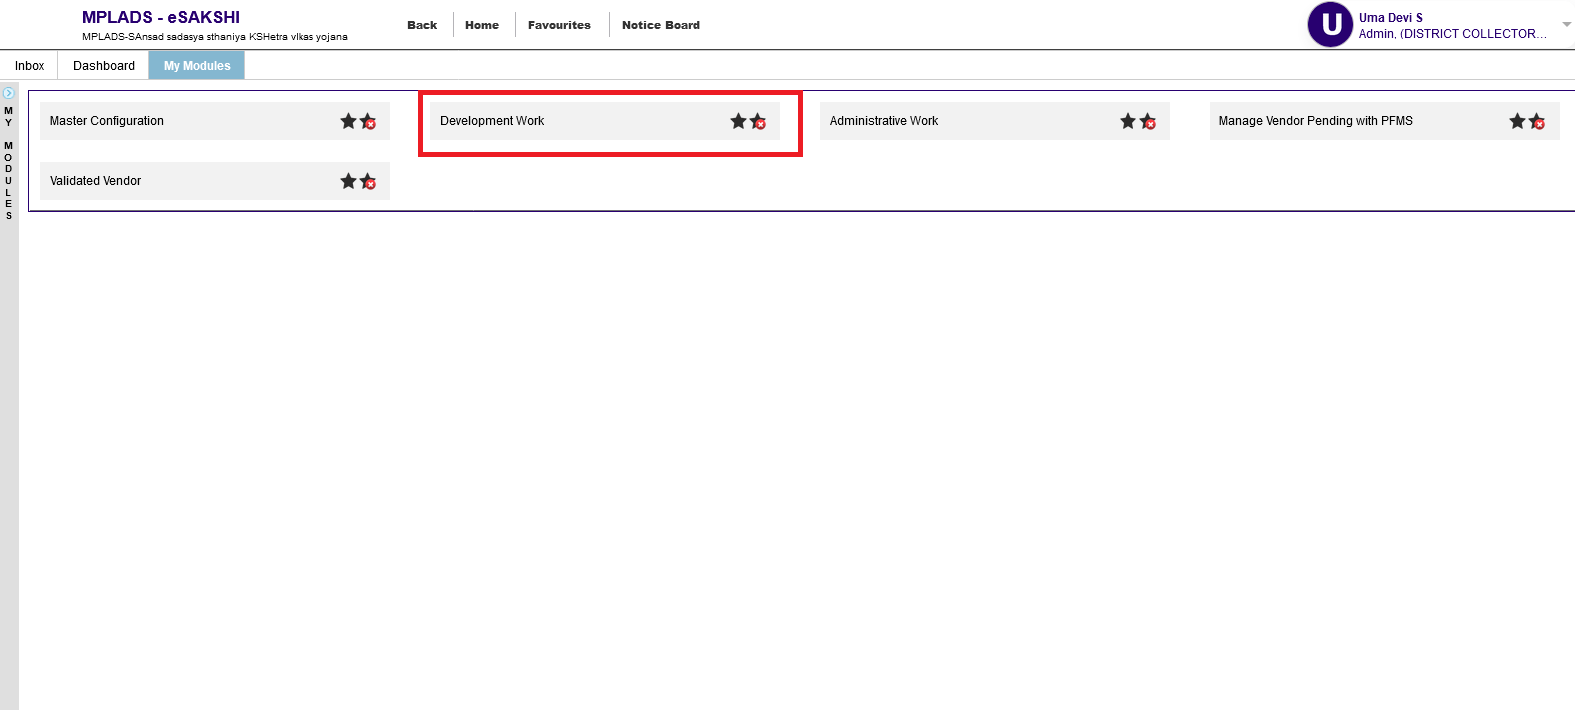 MPLADS - eSAKSHI
MPLADS-SAnsad sadasya sthaniya KSHetra vIkas yojana
Back
Home
Favourites
Notice Board
U
Uma Devi S
Admin, (DISTRICT COLLECTOR...
Inbox
Dashboard
My Modules
MY MODULES
Master Configuration
Development Work
Administrative Work
Manage Vendor Pending with PFMS
Validated Vendor